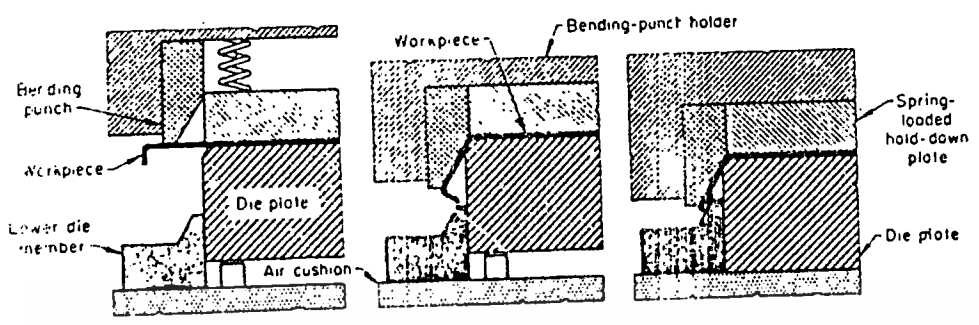 Bending-punct holder
Workpiece
Bending
punch
Workpiece
Die plate
Lower die
member
Air cushion
Spring-
loaded
hold-down
plate
Die plate